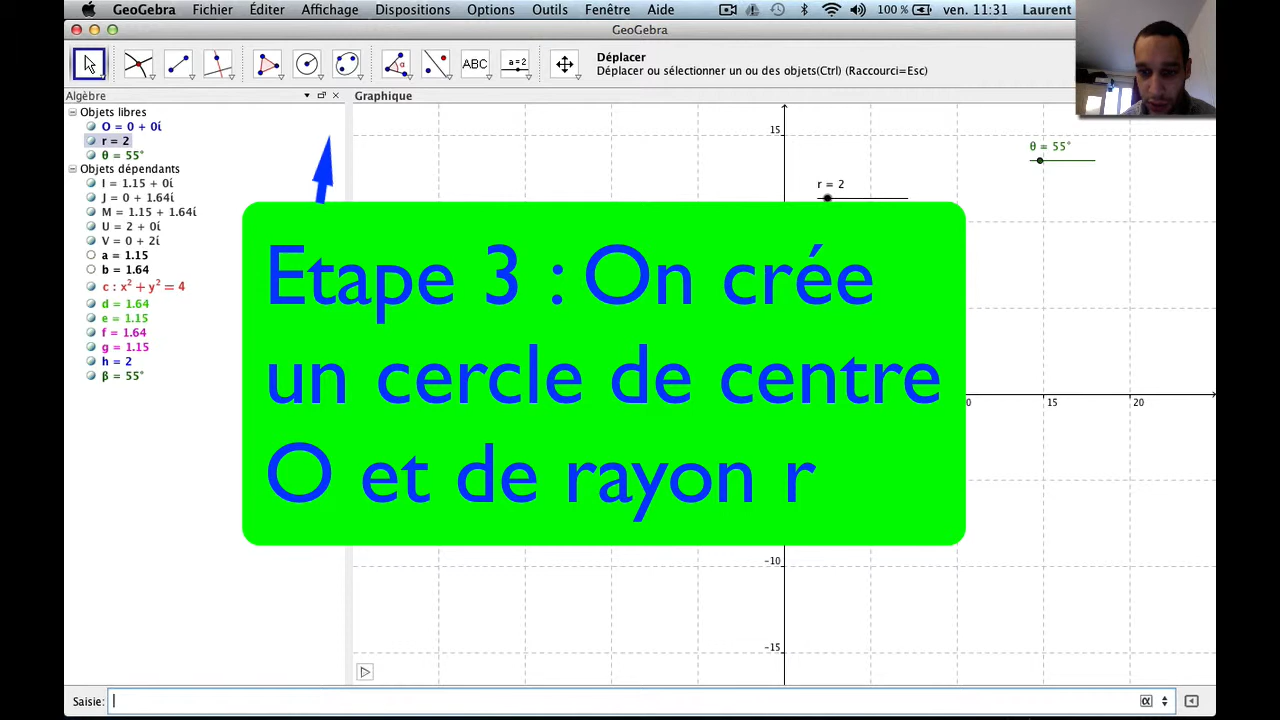 GeoGebra Fichier Éditer Affichage Dispositions Options Outils Fenêtre Aide 100 % ven. 11:31 Laurent
GeoGebra
ABC a=2
Déplacer
Déplacer ou sélectionner un ou des objets(Ctrl) (Raccourci=Esc)
Algèbre
Graphique
Objets libres
O = 0 + 0ί
r = 2
θ = 55°
Objets dépendants
I = 1.15 + 0ί
J = 0 + 1.64ί
M = 1.15 + 1.64ί
U = 2 + 0ί
V = 0 + 2ί
a = 1.15
b = 1.64
c : x² + y² = 4
d = 1.64
e = 1.15
f = 1.64
g = 1.15
h = 2
β = 55°
15
θ = 55°
r = 2
Etape 3 : On crée
un cercle de centre
O et de rayon r
0 15 20
-10
-15
Saisie: α